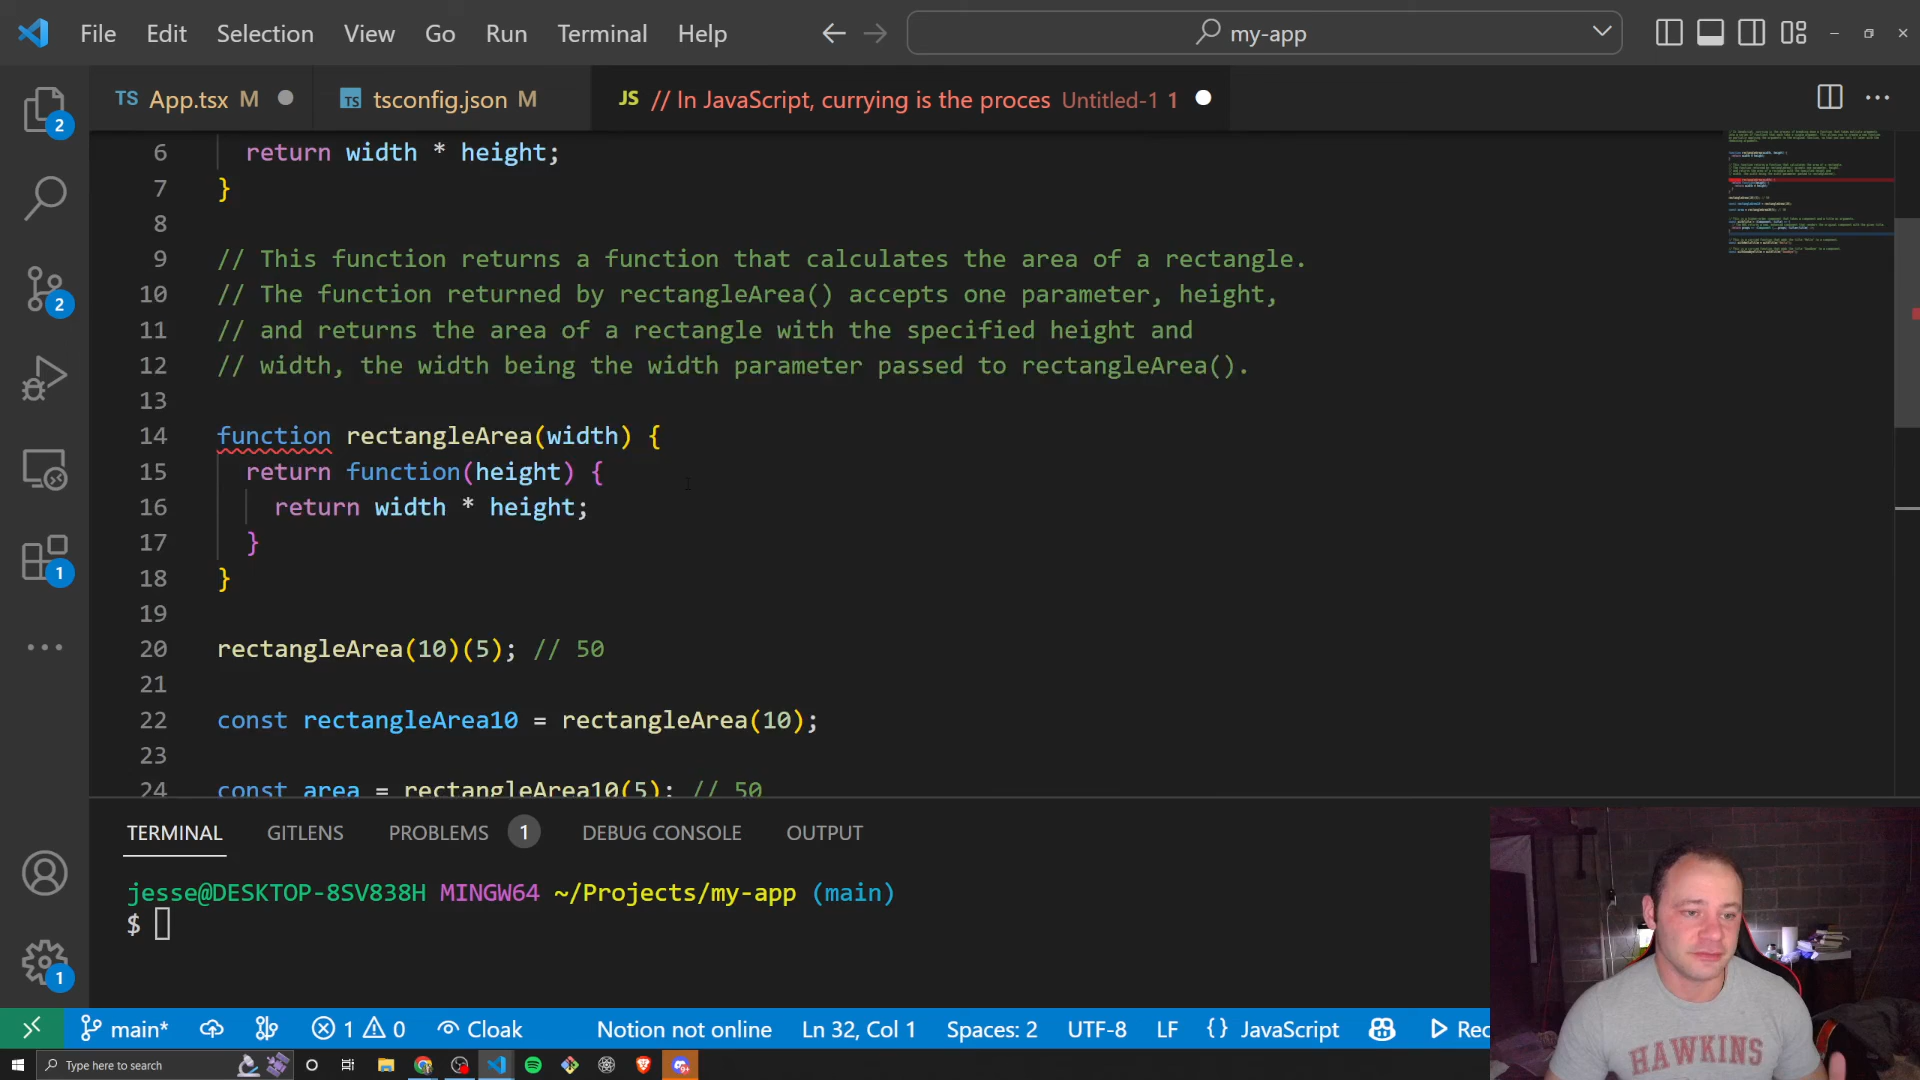 File Edit Selection View Go Run Terminal Help my-app
2
TS App.tsx M
TS tsconfig.json M
JS // In JavaScript, currying is the proces Untitled-1 1
6 return width * height;
7 }
8
9 // This function returns a function that calculates the area of a rectangle.
10 // The function returned by rectangleArea() accepts one parameter, height,
11 // and returns the area of a rectangle with the specified height and
12 // width, the width being the width parameter passed to rectangleArea().
13
14 function rectangleArea(width) {
15 return function(height) {
16 return width * height;
17 }
18 }
19
20 rectangleArea(10)(5); // 50
21
22 const rectangleArea10 = rectangleArea(10);
23
24 const area = rectangleArea10(5); // 50
2
1
1
TERMINAL GITLENS PROBLEMS 1 DEBUG CONSOLE OUTPUT
jesse@DESKTOP-8SV838H MINGW64 ~/Projects/my-app (main)
$
main* 1 0 Cloak Notion not online Ln 32, Col 1 Spaces: 2 UTF-8 LF {} JavaScript Rec
Type here to search
HAWKINS